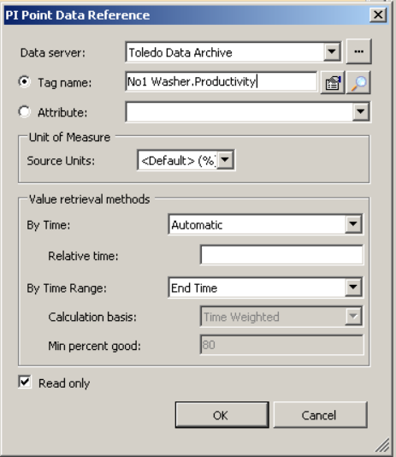 PI Point Data Reference
Data server: Toledo Data Archive ...
Tag name: No1 Washer.Productivity
Attribute:
Unit of Measure
Source Units: <Default> (%)
Value retrieval methods
By Time: Automatic
Relative time:
By Time Range: End Time
Calculation basis: Time Weighted
Min percent good: 80
Read only
OK Cancel